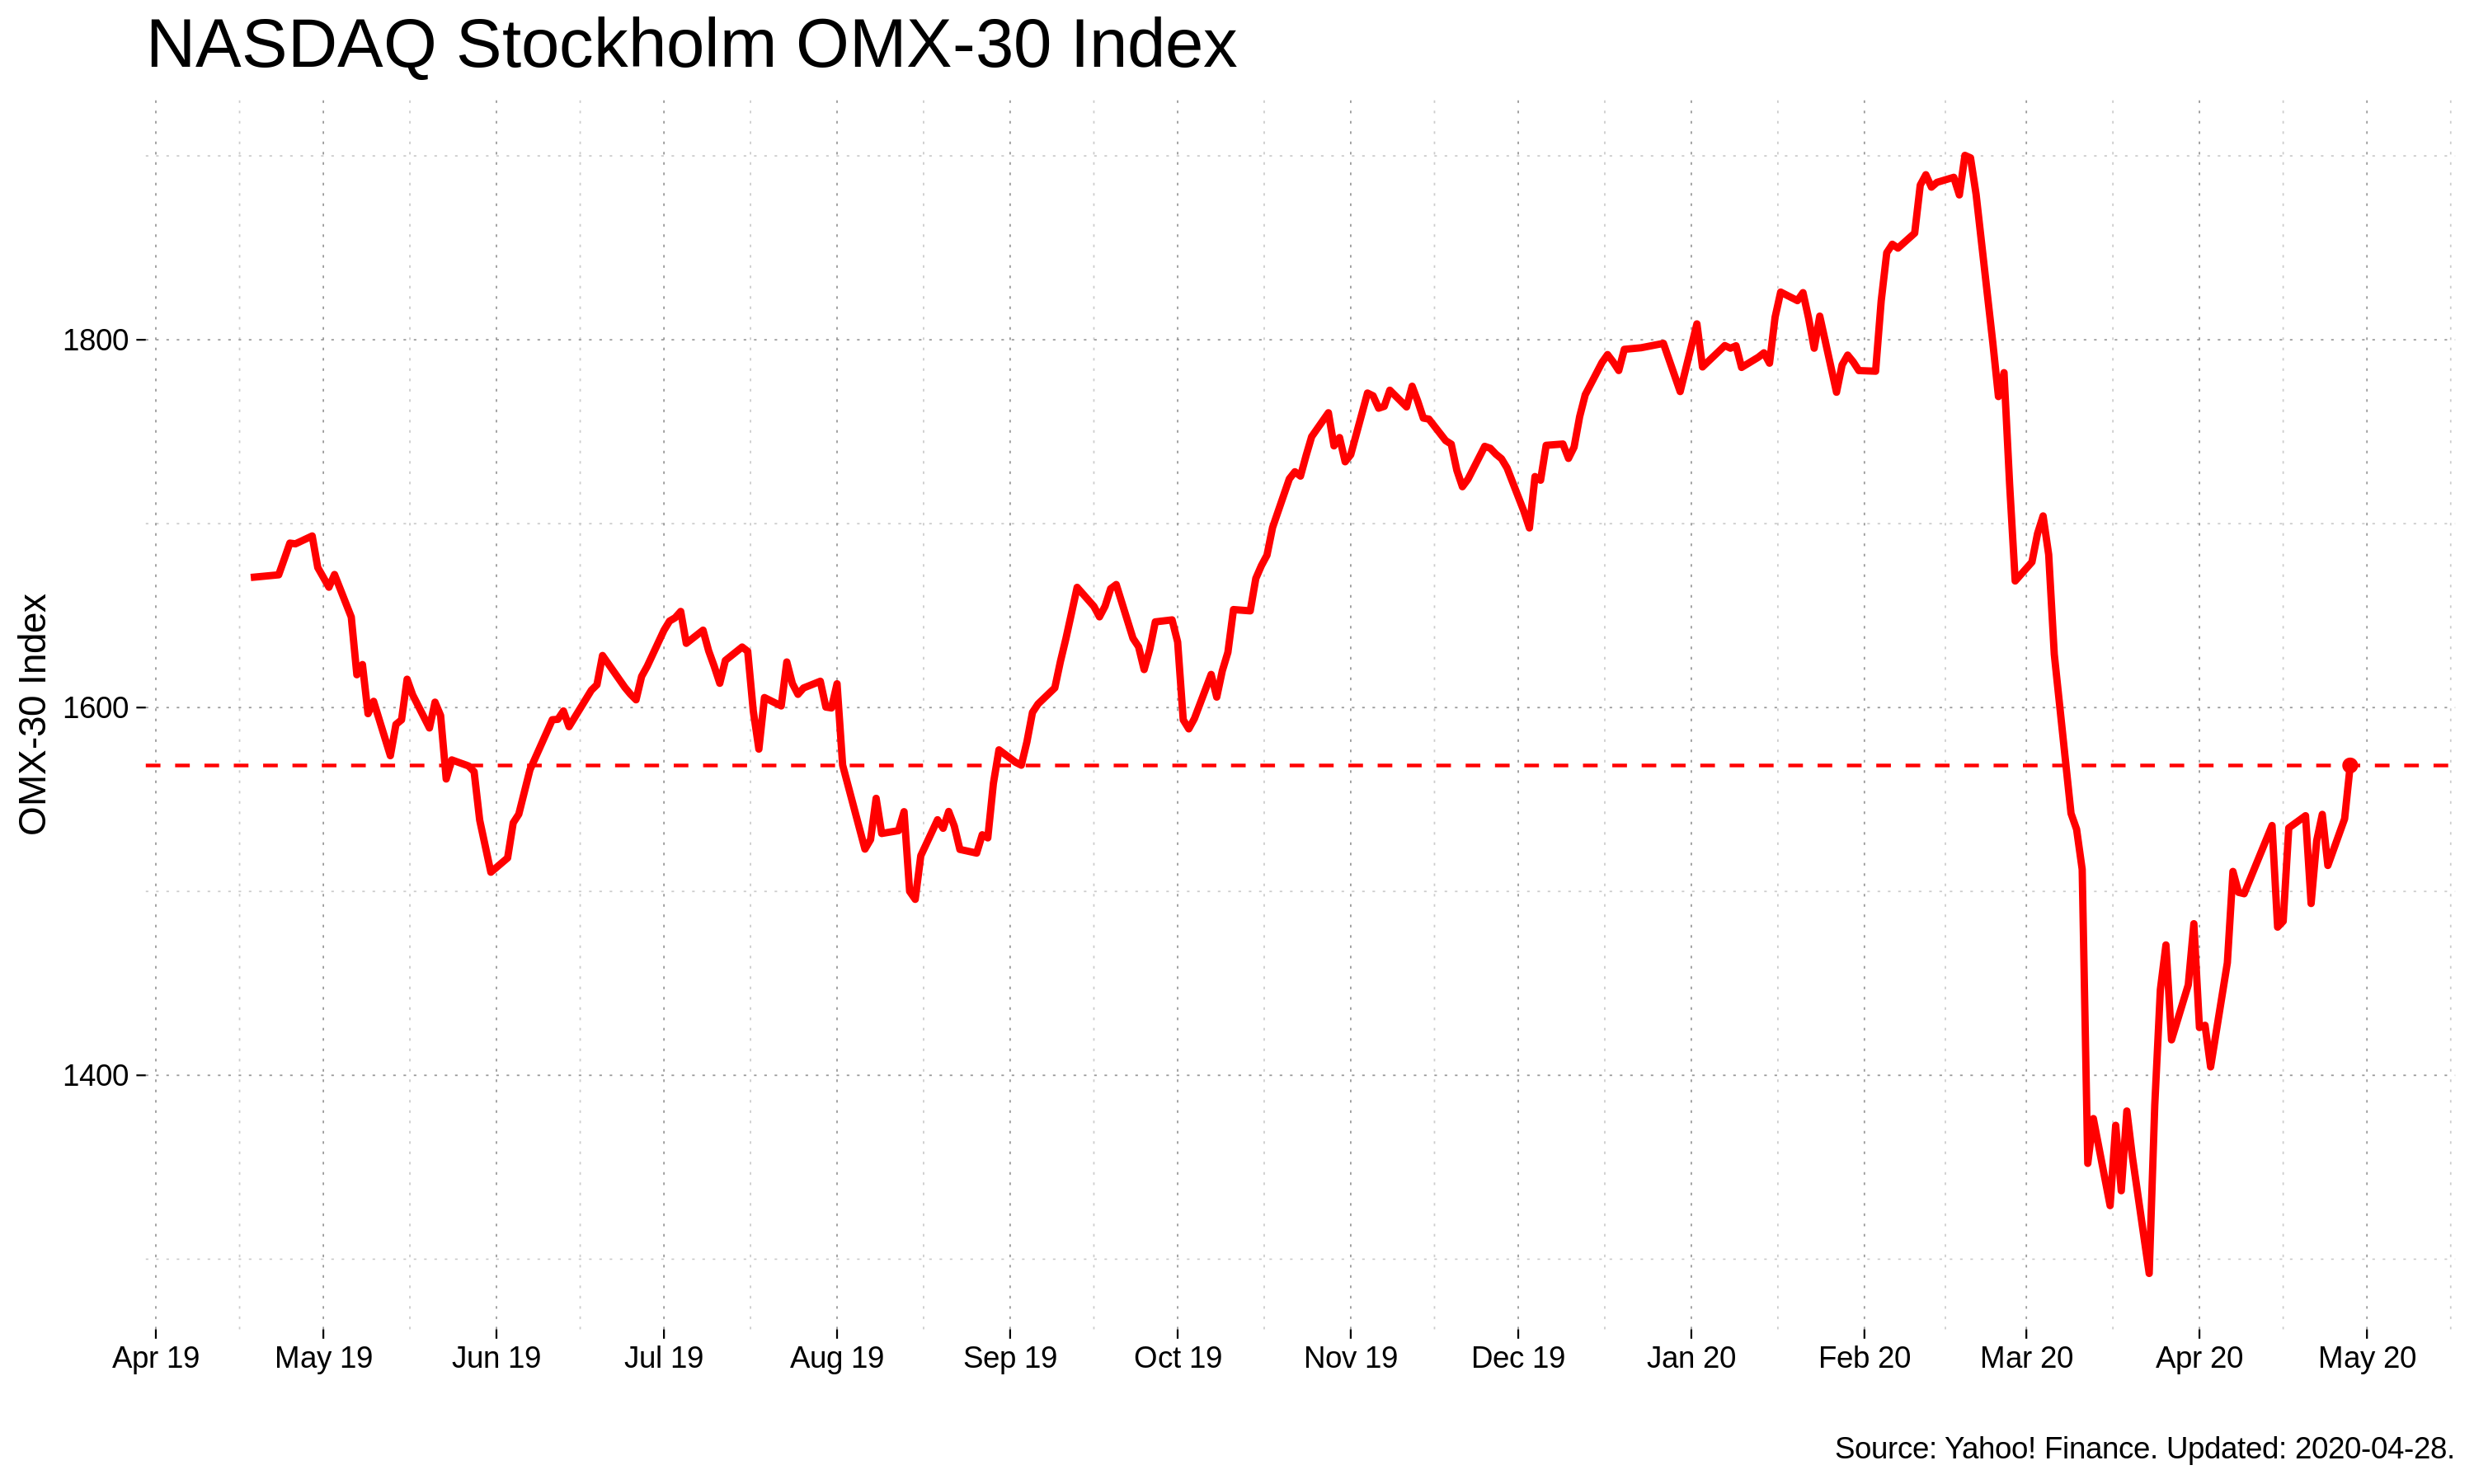 NASDAQ Stockholm OMX-30 Index
OMX-30 Index
1800
1600
1400
Apr 19
May 19
Jun 19
Jul 19
Aug 19
Sep 19
Oct 19
Nov 19
Dec 19
Jan 20
Feb 20
Mar 20
Apr 20
May 20
Source: Yahoo! Finance. Updated: 2020-04-28.